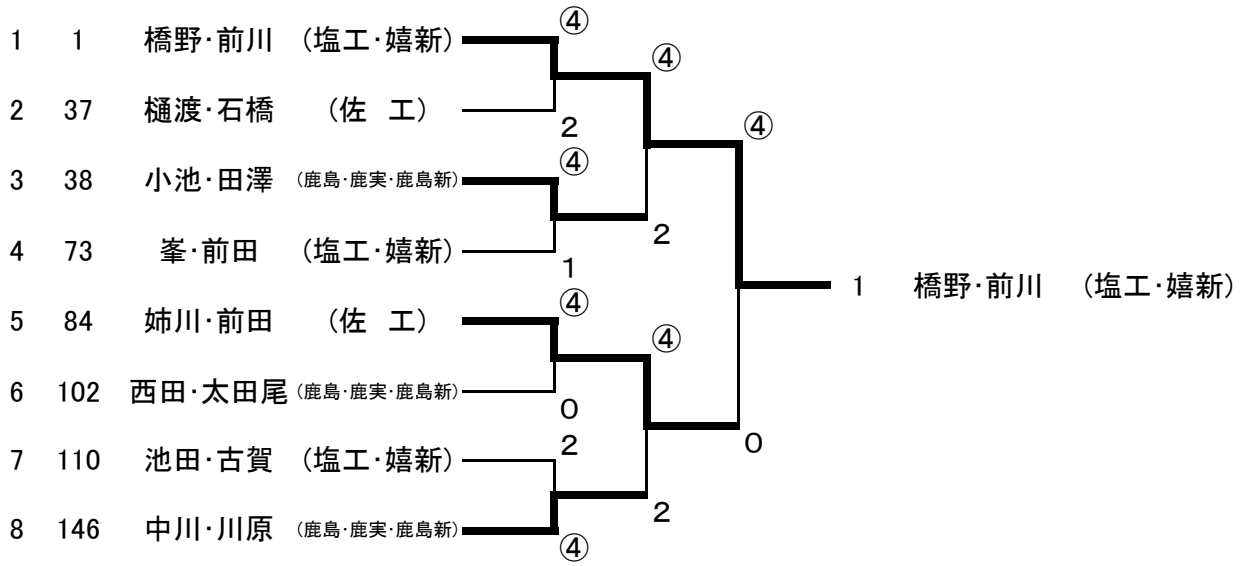 ④
1 1 橋野・前川 (塩工・嬉新)
④
2 37 樋渡・石橋 (佐 工)
2
④
④
3 38 小池・田澤 (鹿島・鹿実・鹿島新)
2
4 73 峯・前田 (塩工・嬉新)
1
1 橋野・前川 (塩工・嬉新)
④
5 84 姉川・前田 (佐 工)
④
6 102 西田・太田尾 (鹿島・鹿実・鹿島新)
0
0
2
7 110 池田・古賀 (塩工・嬉新)
2
8 146 中川・川原 (鹿島・鹿実・鹿島新)
④